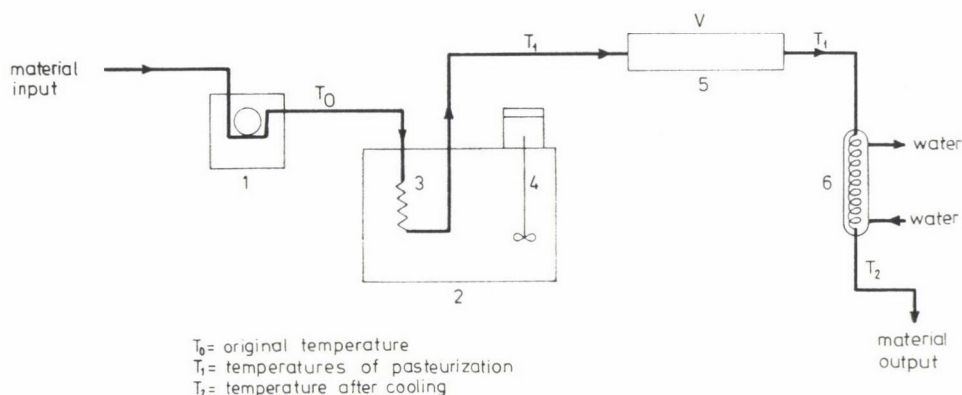 material
input
T₀
1
3
4
2
T₁
V
5
T₁
6
water
water
T₂
material
output
T₀= original temperature
T₁= temperatures of pasteurization
T₂= temperature after cooling